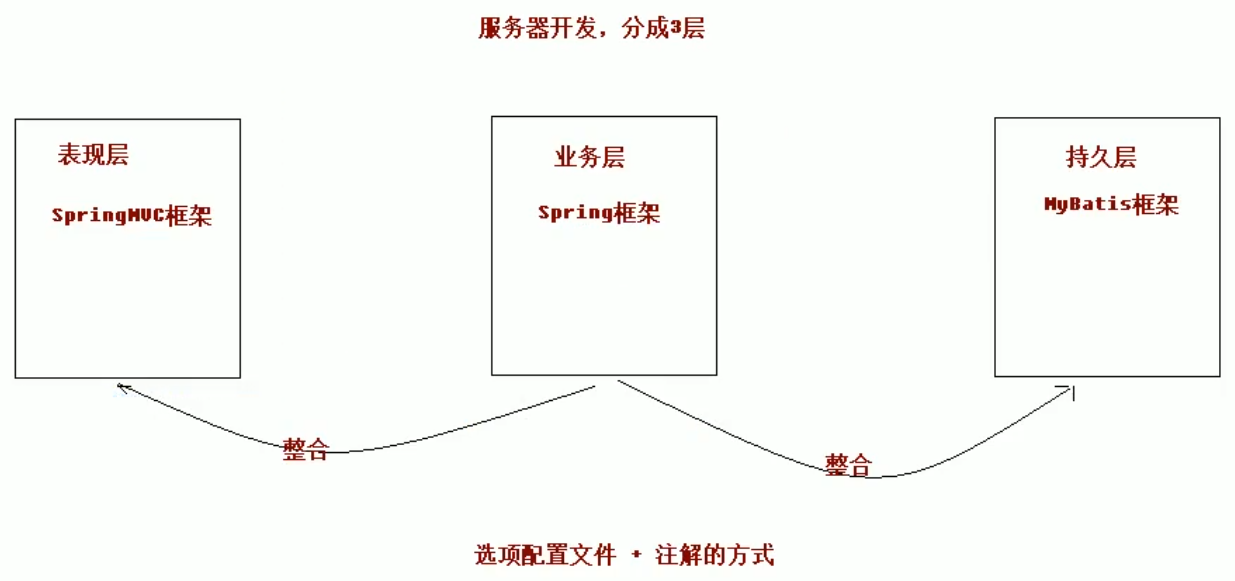 服务器开发，分成3层
表现层
SpringMVC框架
业务层
Spring框架
持久层
MyBatis框架
整合
整合
选项配置文件 + 注解的方式